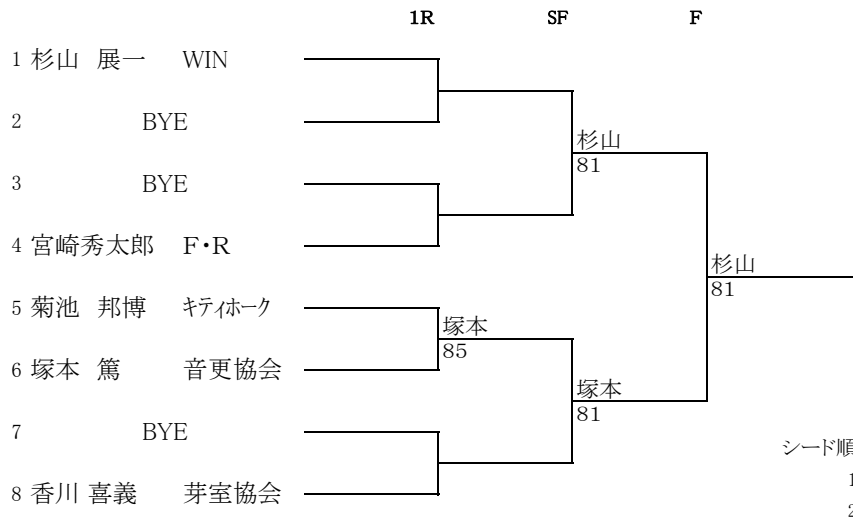 1R SF F
1 杉山 展一 WIN
2 BYE
杉山
81
3 BYE
4 宮崎秀太郎 F・R
杉山
81
5 菊池 邦博 キティホーク
塚本
85
6 塚本 篤 音更協会
塚本
81
7 BYE
シード順
1
8 香川 喜義 芽室協会
2